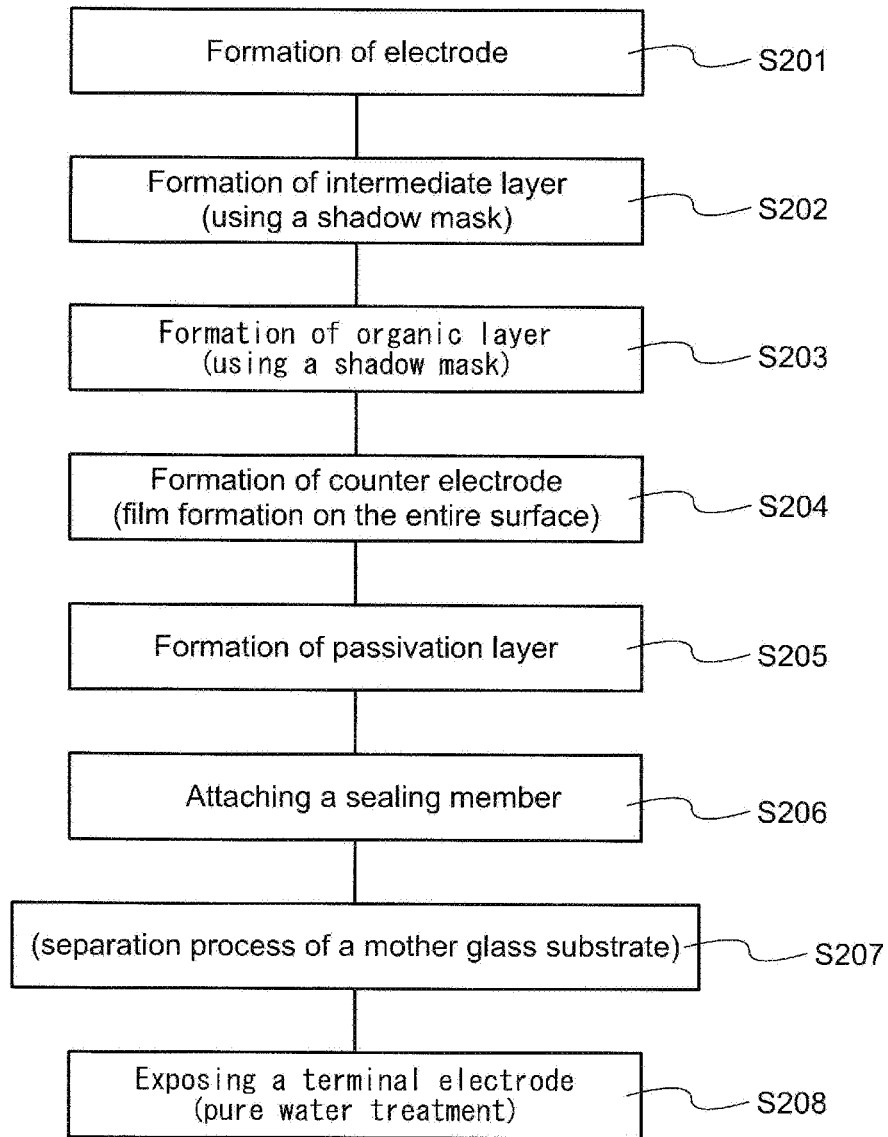 Formation of electrode
S201
Formation of intermediate layer
(using a shadow mask)
S202
Formation of organic layer
(using a shadow mask)
S203
Formation of counter electrode
(film formation on the entire surface)
S204
Formation of passivation layer
S205
Attaching a sealing member
S206
(separation process of a mother glass substrate)
S207
Exposing a terminal electrode
(pure water treatment)
S208